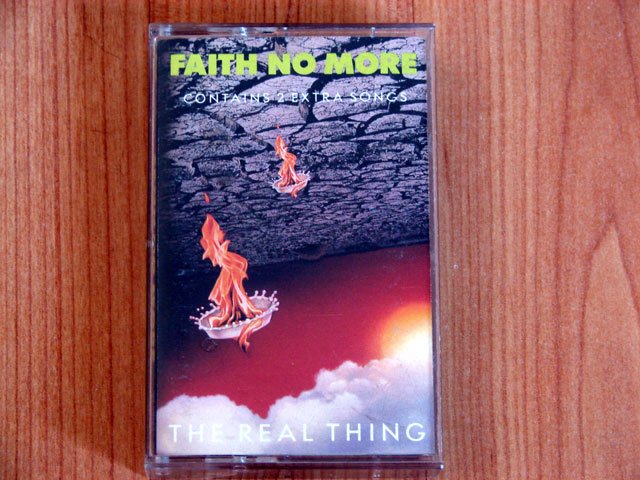 FAITH NO MORE
CONTAINS 2 EXTRA SONGS
THE REAL THING